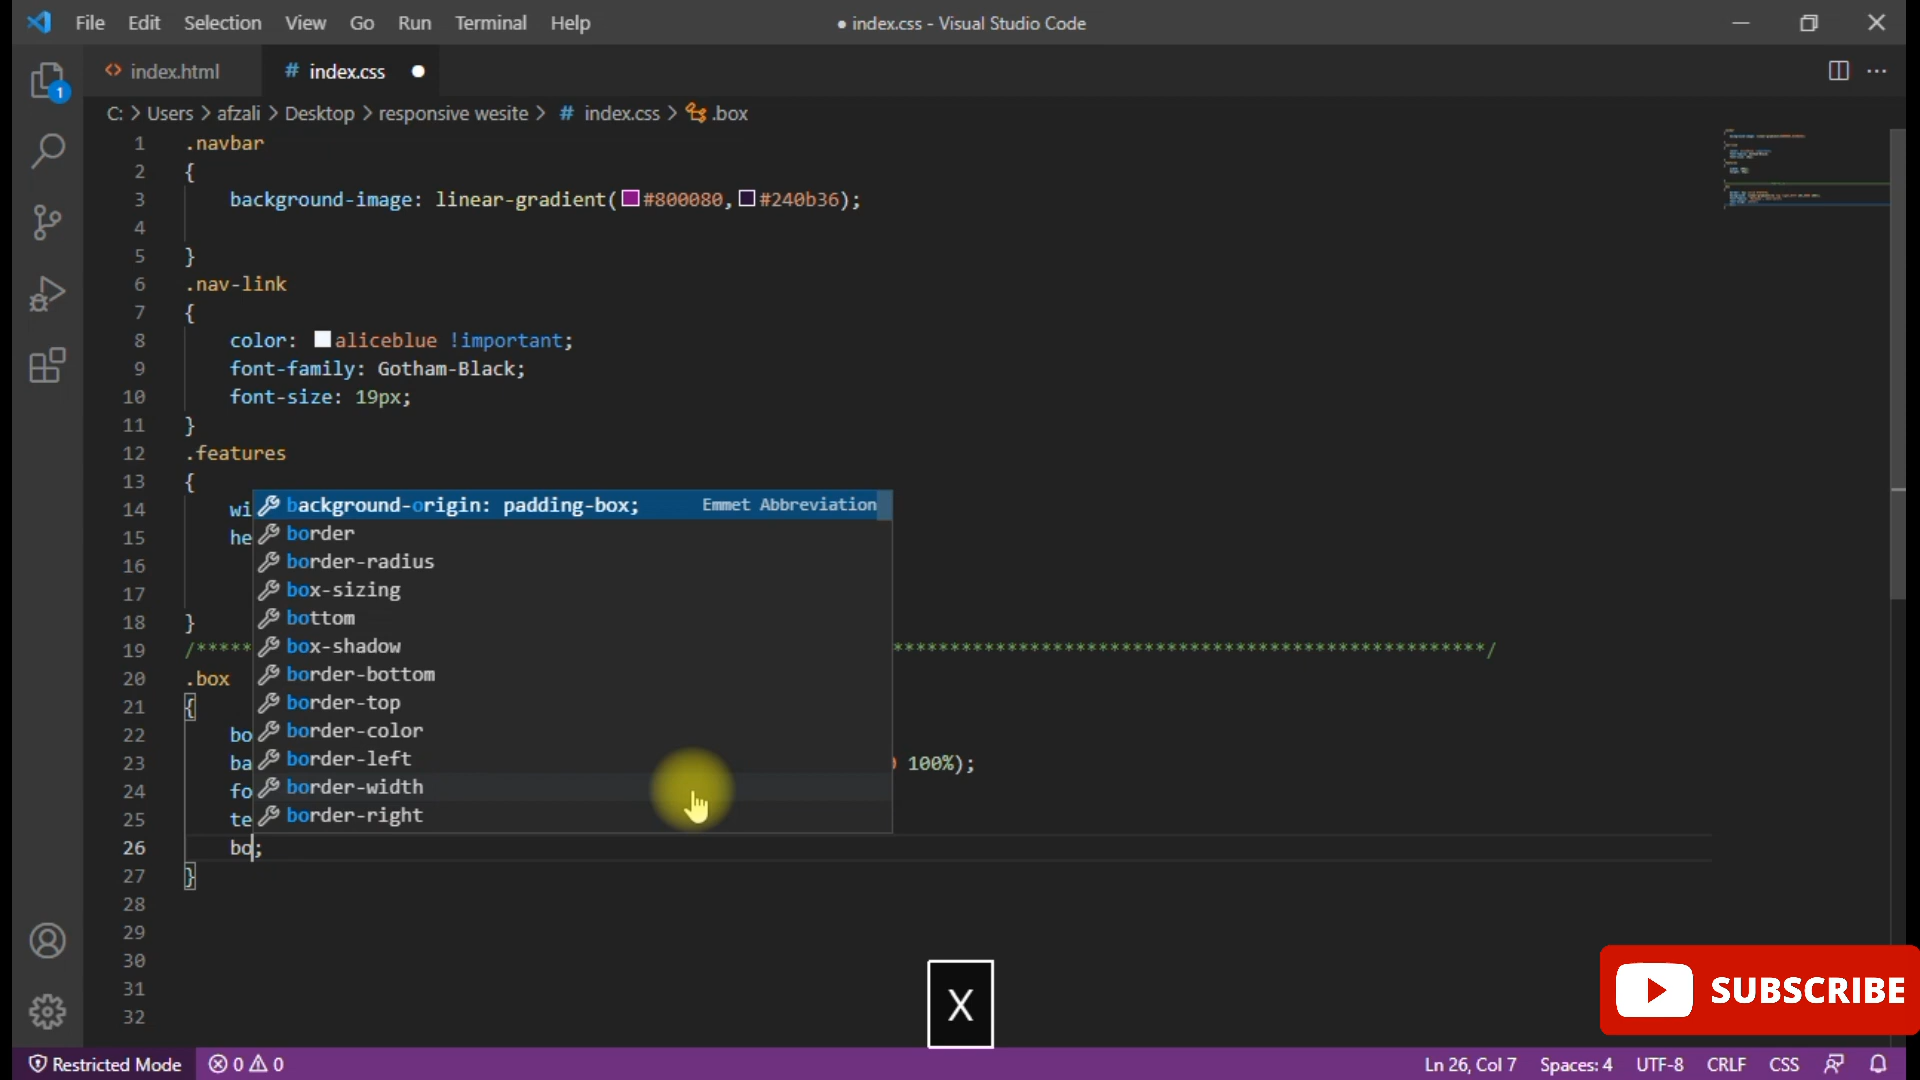 File Edit Selection View Go Run Terminal Help
● index.css - Visual Studio Code
index.html
# index.css ●
C: > Users > afzali > Desktop > responsive wesite > # index.css > .box
1 .navbar
2 {
3 background-image: linear-gradient(#800080,#240b36);
4
5 }
6 .nav-link
7 {
8 color: aliceblue !important;
9 font-family: Gotham-Black;
10 font-size: 19px;
11 }
12 .features
13 {
14 wi
15 he
16
17
18 }
19 /***** *****************************************************/
20 .box
21 {
22 bo
23 ba 100%);
24 fo
25 te
26 bo;
27 }
28
29
30
31
32
background-origin: padding-box; Emmet Abbreviation
border
border-radius
box-sizing
bottom
box-shadow
border-bottom
border-top
border-color
border-left
border-width
border-right
X
SUBSCRIBE
1
Restricted Mode 0 0
Ln 26, Col 7 Spaces: 4 UTF-8 CRLF CSS